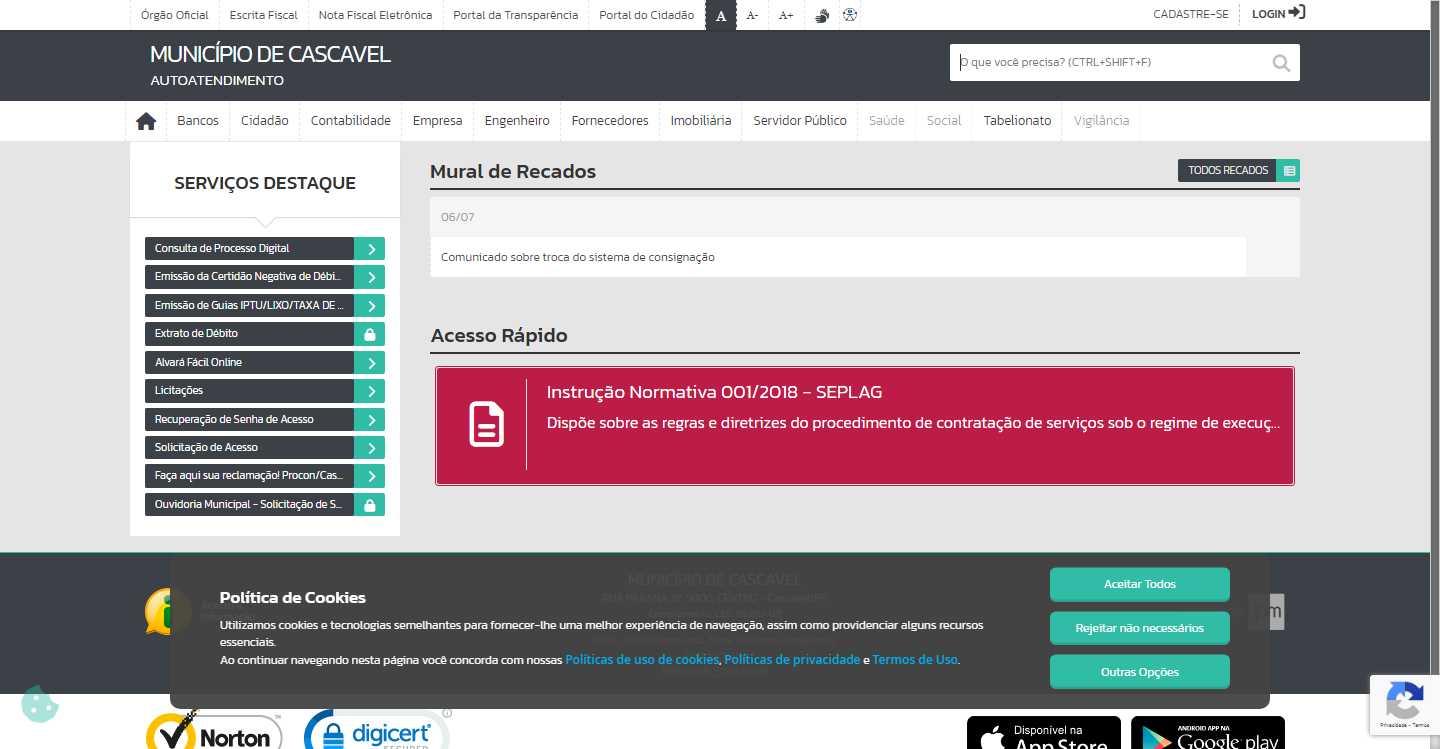 Órgão Oficial
Escrita Fiscal
Nota Fiscal Eletrônica
Portal da Transparência
Portal do Cidadão
A
A-
A+
CADASTRE-SE
LOGIN
MUNICÍPIO DE CASCAVEL
AUTOATENDIMENTO
O que você precisa? (CTRL+SHIFT+F)
Bancos
Cidadão
Contabilidade
Empresa
Engenheiro
Fornecedores
Imobiliária
Servidor Público
Saúde
Social
Tabelionato
Vigilância
SERVIÇOS DESTAQUE
Consulta de Processo Digital
Emissão da Certidão Negativa de Débi...
Emissão de Guias IPTU/LIXO/TAXA DE ...
Extrato de Débito
Alvará Fácil Online
Licitações
Recuperação de Senha de Acesso
Solicitação de Acesso
Faça aqui sua reclamação! Procon/Cas...
Ouvidoria Municipal - Solicitação de S...
Mural de Recados
TODOS RECADOS
06/07
Comunicado sobre troca do sistema de consignação
Acesso Rápido
Instrução Normativa 001/2018 - SEPLAG
Dispõe sobre as regras e diretrizes do procedimento de contratação de serviços sob o regime de execuç...
MUNICÍPIO DE CASCAVEL
Política de Cookies
Utilizamos cookies e tecnologias semelhantes para fornecer-lhe uma melhor experiência de navegação, assim como providenciar alguns recursos
essenciais.
Ao continuar navegando nesta página você concorda com nossas Políticas de uso de cookies, Políticas de privacidade e Termos de Uso.
Aceitar Todos
Rejeitar não necessários
Outras Opções
Privacidade - Termos
Norton
digicert
SECURED
Disponível na
App Store
ANDROID APP NA
Google play